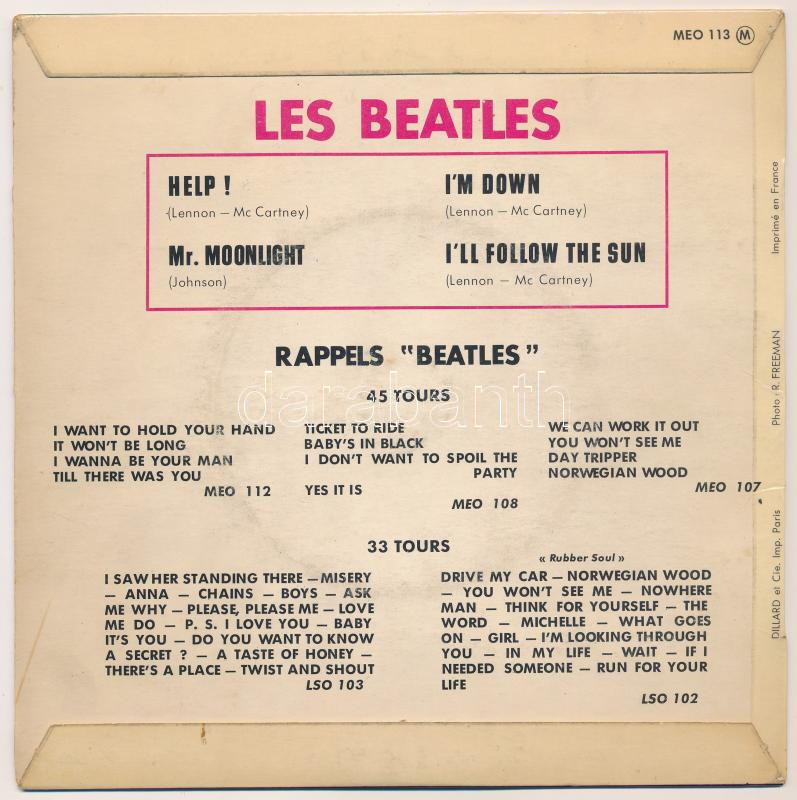 MEO 113 Ⓜ
LES BEATLES
HELP !
(Lennon – Mc Cartney)
I'M DOWN
(Lennon – Mc Cartney)
Mr. MOONLIGHT
(Johnson)
I'LL FOLLOW THE SUN
(Lennon – Mc Cartney)
RAPPELS "BEATLES"
45 TOURS
I WANT TO HOLD YOUR HAND
IT WON'T BE LONG
I WANNA BE YOUR MAN
TILL THERE WAS YOU
MEO 112
TICKET TO RIDE
BABY'S IN BLACK
I DON'T WANT TO SPOIL THE
PARTY
YES IT IS
MEO 108
WE CAN WORK IT OUT
YOU WON'T SEE ME
DAY TRIPPER
NORWEGIAN WOOD
MEO 107
33 TOURS
I SAW HER STANDING THERE – MISERY
– ANNA – CHAINS – BOYS – ASK
ME WHY – PLEASE, PLEASE ME – LOVE
ME DO – P. S. I LOVE YOU – BABY
IT'S YOU – DO YOU WANT TO KNOW
A SECRET ? – A TASTE OF HONEY –
THERE'S A PLACE – TWIST AND SHOUT
LSO 103
« Rubber Soul »
DRIVE MY CAR – NORWEGIAN WOOD
– YOU WON'T SEE ME – NOWHERE
MAN – THINK FOR YOURSELF – THE
WORD – MICHELLE – WHAT GOES
ON – GIRL – I'M LOOKING THROUGH
YOU – IN MY LIFE – WAIT – IF I
NEEDED SOMEONE – RUN FOR YOUR
LIFE
LSO 102
Imprimé en France
Photo : R. FREEMAN
DILLARD et Cie. Imp. Paris
darabanth